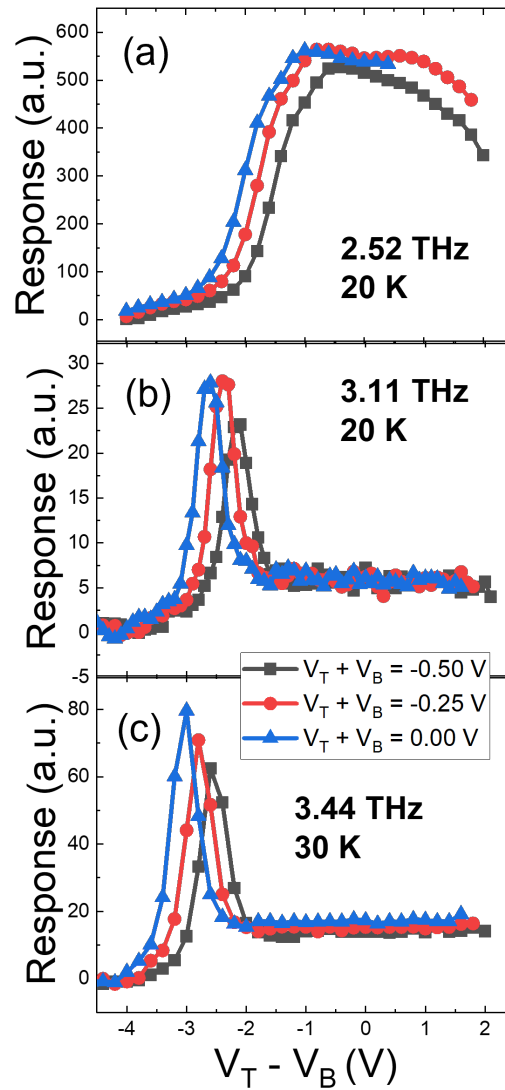 (a)
Response (a.u.)
600
500
400
300
200
100
0
2.52 THz
20 K
(b)
Response (a.u.)
30
25
20
15
10
5
0
5
3.11 THz
20 K
V_T + V_B = -0.50 V
V_T + V_B = -0.25 V
V_T + V_B = 0.00 V
(c)
Response (a.u.)
80
60
40
20
0
3.44 THz
30 K
-4 -3 -2 -1 0 1 2
V_T - V_B (V)